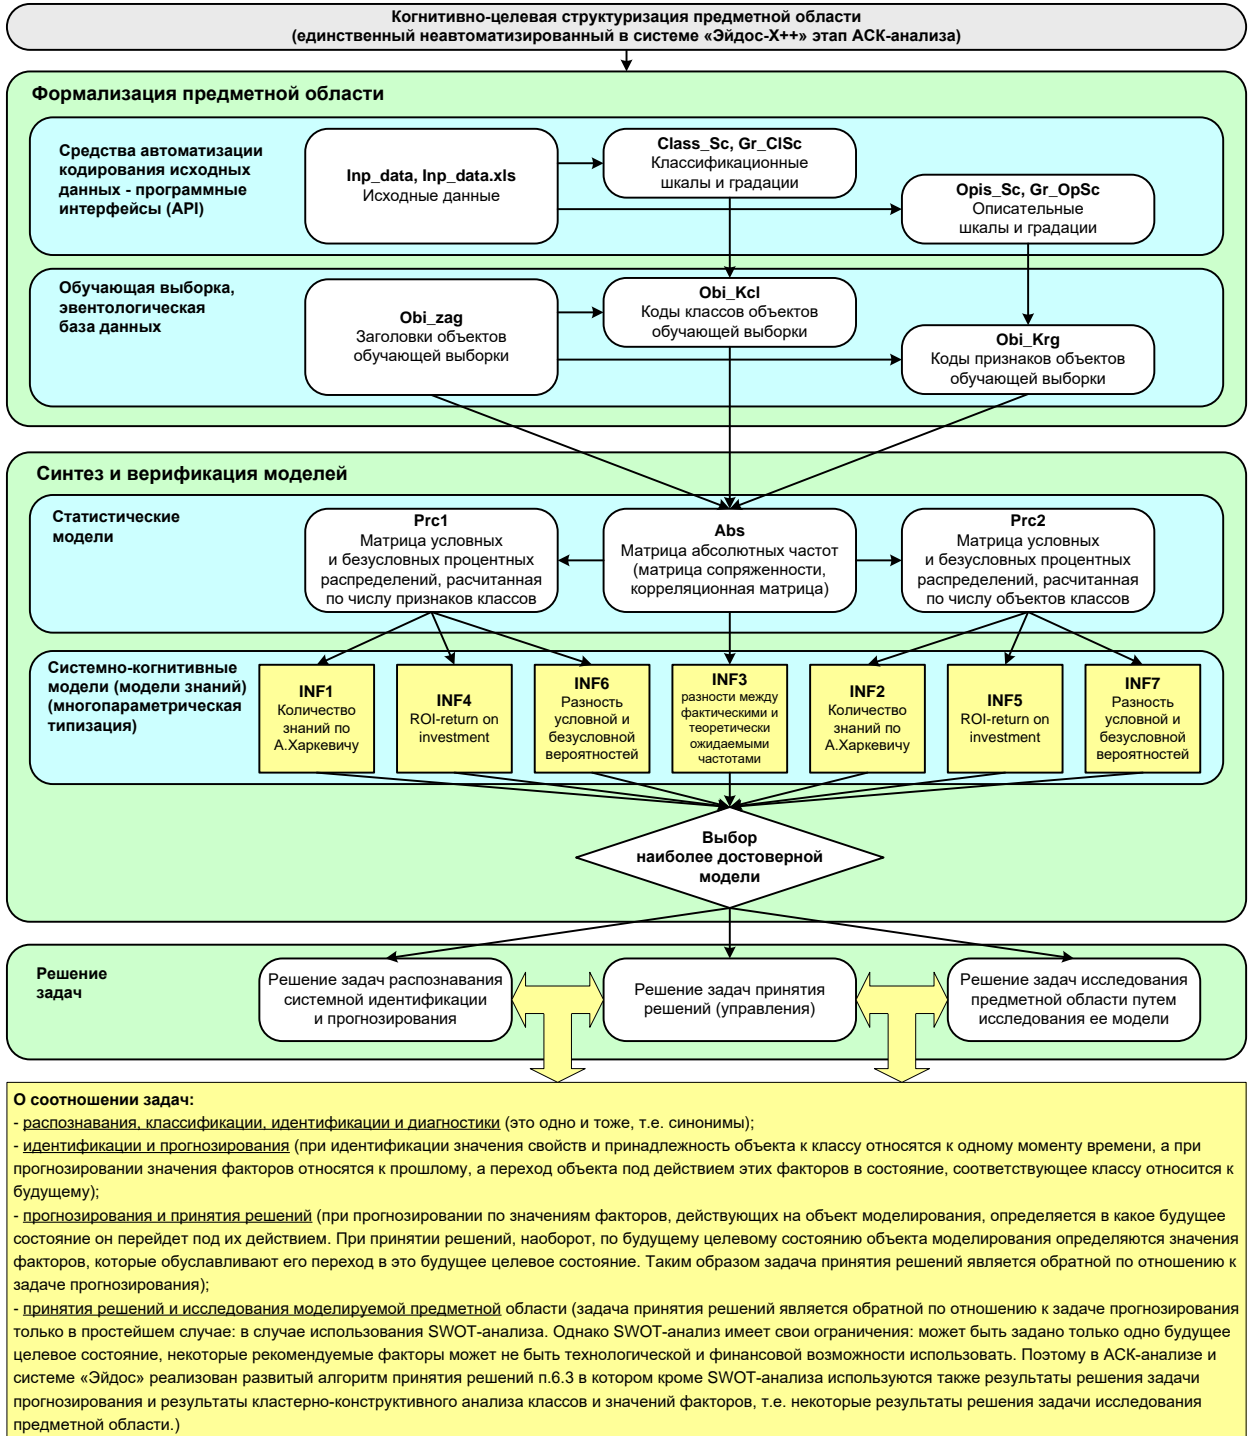 Когнитивно-целевая структуризация предметной области
(единственный неавтоматизированный в системе «Эйдос-Х++» этап АСК-анализа)
Формализация предметной области
Средства автоматизации
кодирования исходных
данных - программные
интерфейсы (API)
Inp_data, Inp_data.xls
Исходные данные
Class_Sc, Gr_ClSc
Классификационные
шкалы и градации
Opis_Sc, Gr_OpSc
Описательные
шкалы и градации
Обучающая выборка,
эвентологическая
база данных
Obi_zag
Заголовки объектов
обучающей выборки
Obi_Kcl
Коды классов объектов
обучающей выборки
Obi_Krg
Коды признаков объектов
обучающей выборки
Синтез и верификация моделей
Статистические
модели
Prc1
Матрица условных
и безусловных процентных
распределений, расчитанная
по числу признаков классов
Abs
Матрица абсолютных частот
(матрица сопряженности,
корреляционная матрица)
Prc2
Матрица условных
и безусловных процентных
распределений, расчитанная
по числу объектов классов
Системно-когнитивные
модели (модели знаний)
(многопараметрическая
типизация)
INF1
Количество
знаний по
А.Харкевичу
INF4
ROI-return on
investment
INF6
Разность
условной и
безусловной
вероятностей
INF3
разности между
фактическими и
теоретически
ожидаемыми
частотами
INF2
Количество
знаний по
А.Харкевичу
INF5
ROI-return on
investment
INF7
Разность
условной и
безусловной
вероятностей
Выбор
наиболее достоверной
модели
Решение
задач
Решение задач распознавания
системной идентификации
и прогнозирования
Решение задач принятия
решений (управления)
Решение задач исследования
предметной области путем
исследования ее модели
О соотношении задач:
- распознавания, классификации, идентификации и диагностики (это одно и тоже, т.е. синонимы);
- идентификации и прогнозирования (при идентификации значения свойств и принадлежность объекта к классу относятся к одному моменту времени, а при
прогнозировании значения факторов относятся к прошлому, а переход объекта под действием этих факторов в состояние, соответствующее классу относится к
будущему);
- прогнозирования и принятия решений (при прогнозировании по значениям факторов, действующих на объект моделирования, определяется в какое будущее
состояние он перейдет под их действием. При принятии решений, наоборот, по будущему целевому состоянию объекта моделирования определяются значения
факторов, которые обуславливают его переход в это будущее целевое состояние. Таким образом задача принятия решений является обратной по отношению к
задаче прогнозирования);
- принятия решений и исследования моделируемой предметной области (задача принятия решений является обратной по отношению к задаче прогнозирования
только в простейшем случае: в случае использования SWOT-анализа. Однако SWOT-анализ имеет свои ограничения: может быть задано только одно будущее
целевое состояние, некоторые рекомендуемые факторы может не быть технологической и финансовой возможности использовать. Поэтому в АСК-анализе и
системе «Эйдос» реализован развитый алгоритм принятия решений п.6.3 в котором кроме SWOT-анализа используются также результаты решения задачи
прогнозирования и результаты кластерно-конструктивного анализа классов и значений факторов, т.е. некоторые результаты решения задачи исследования
предметной области.)